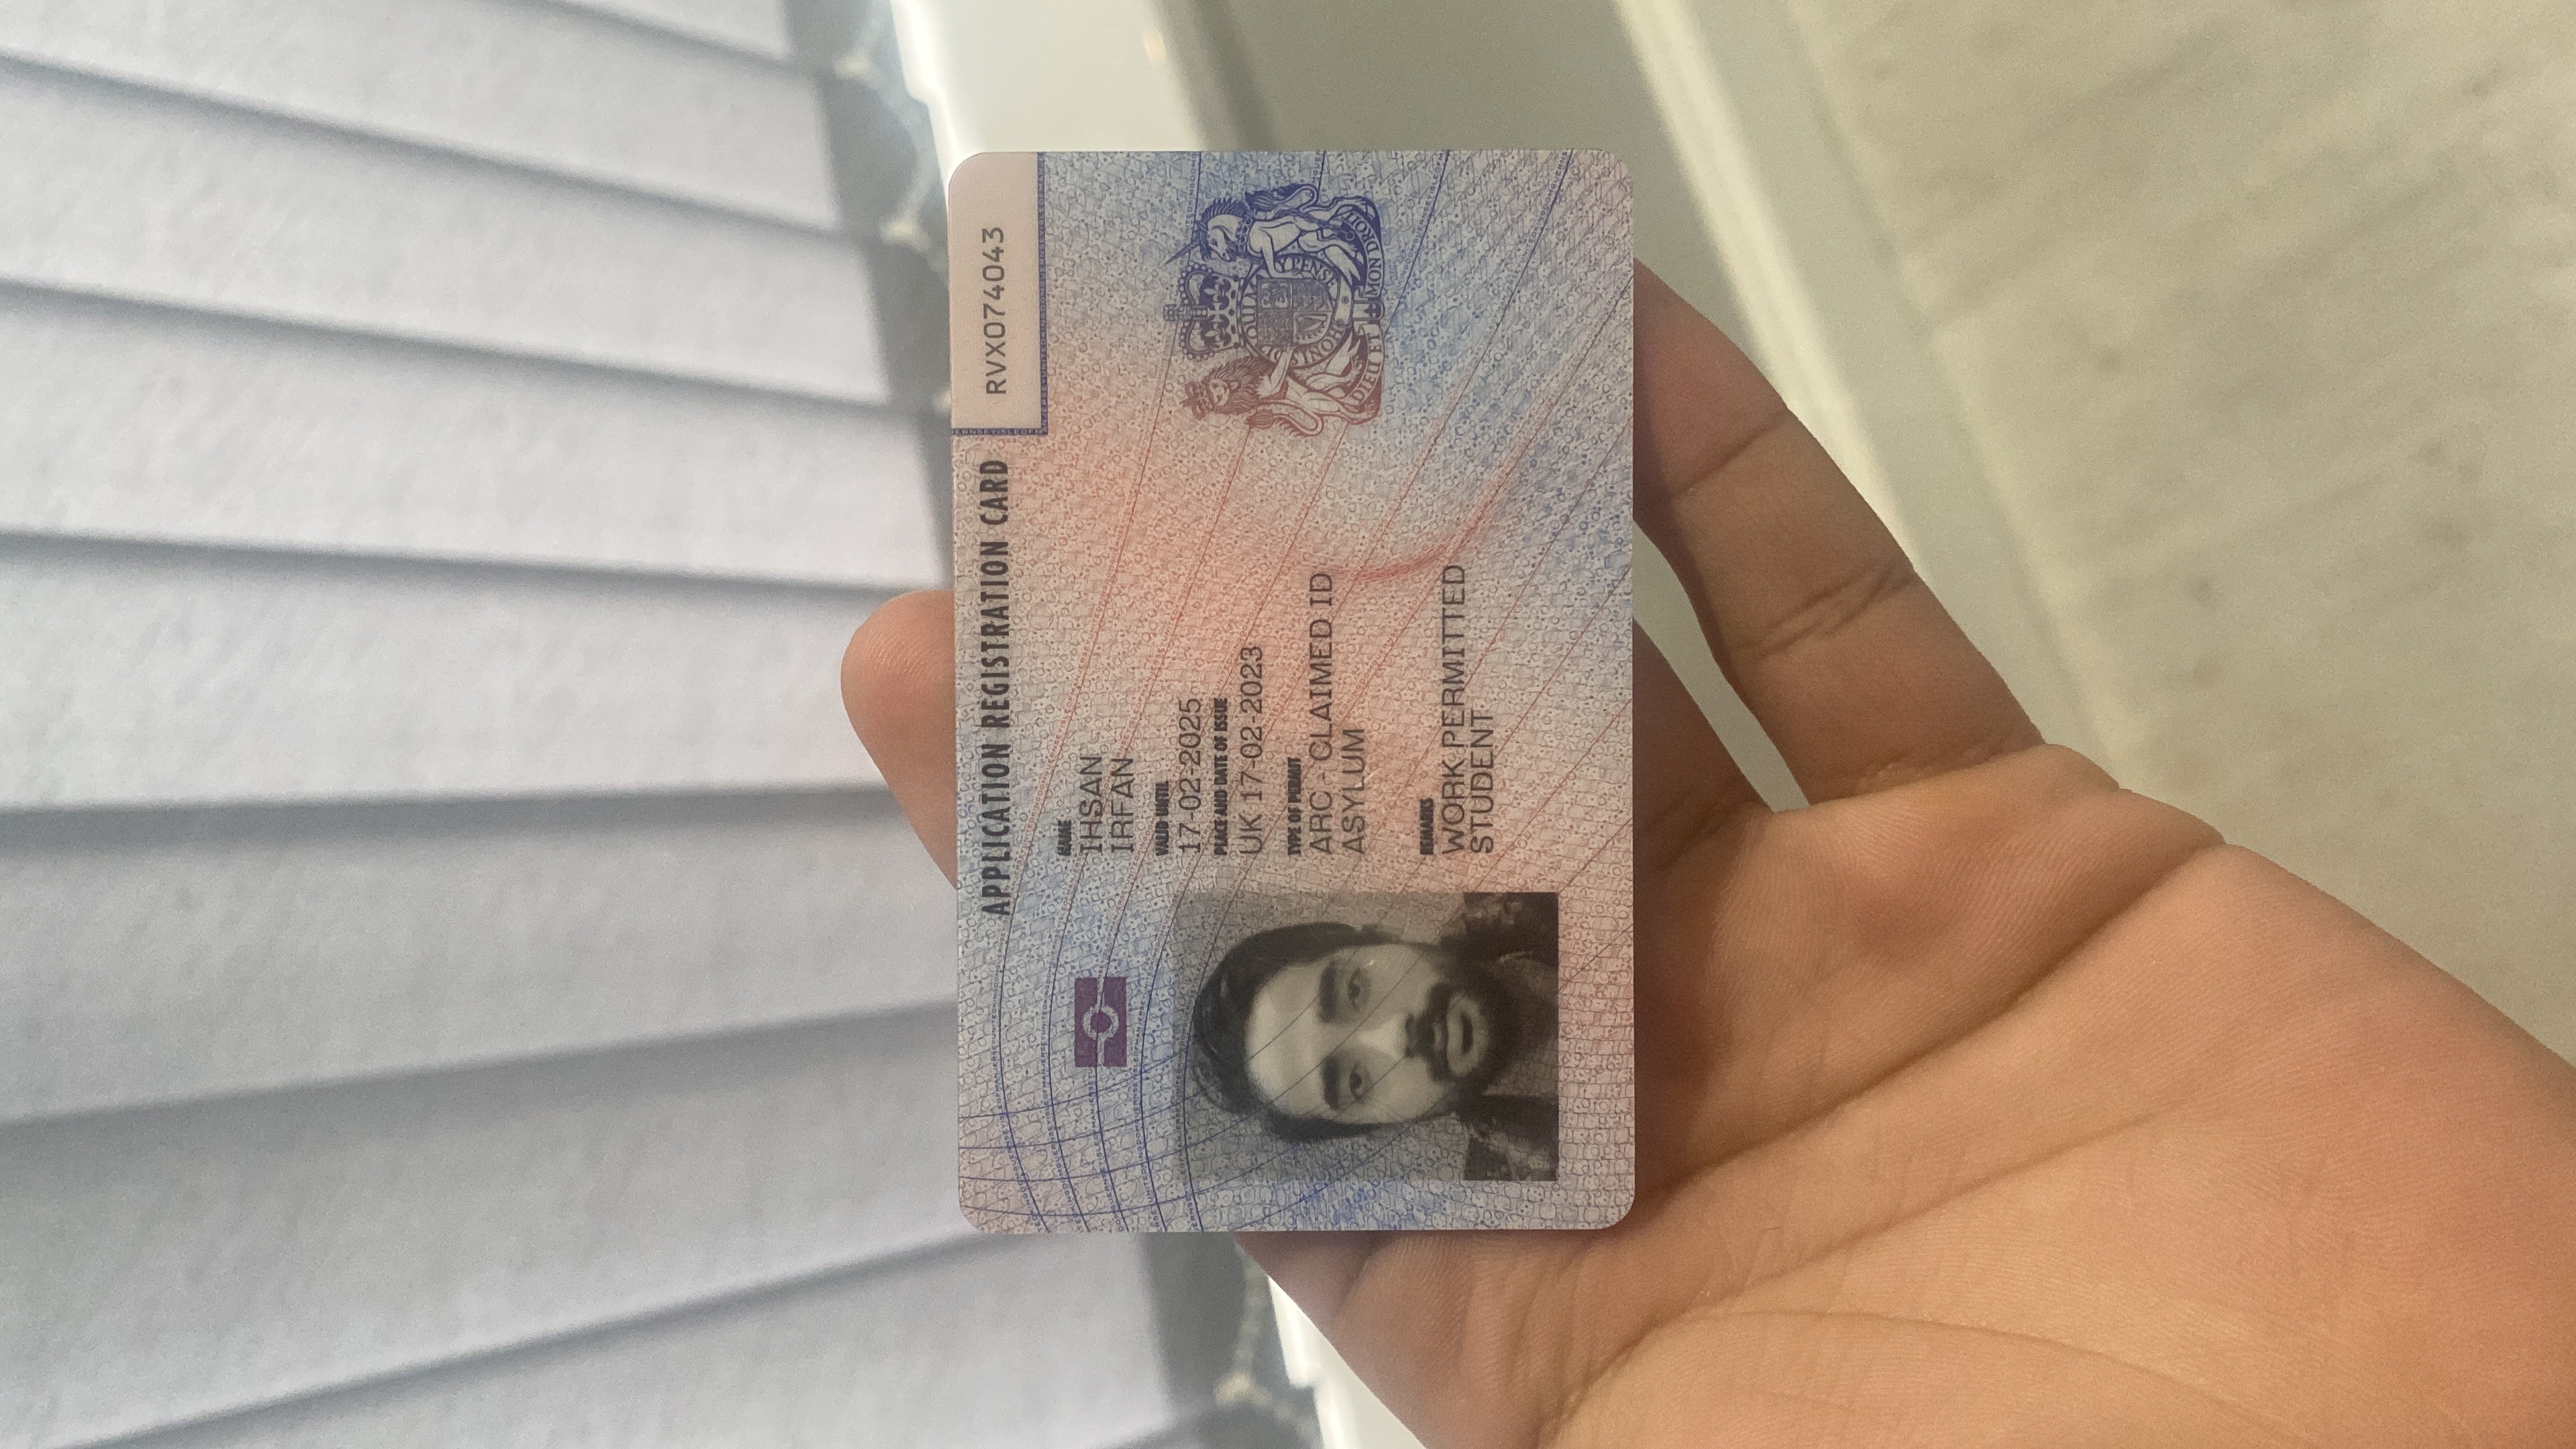 APPLICATION REGISTRATION CARD
RVX074043
NAME
IHSAN
IRFAN
VALID UNTIL
17-02-2025
PLACE AND DATE OF ISSUE
UK 17-02-2023
TYPE OF PERMIT
ARC - CLAIMED ID
ASYLUM
REMARKS
WORK PERMITTED
STUDENT
DIEU ET MON DROIT